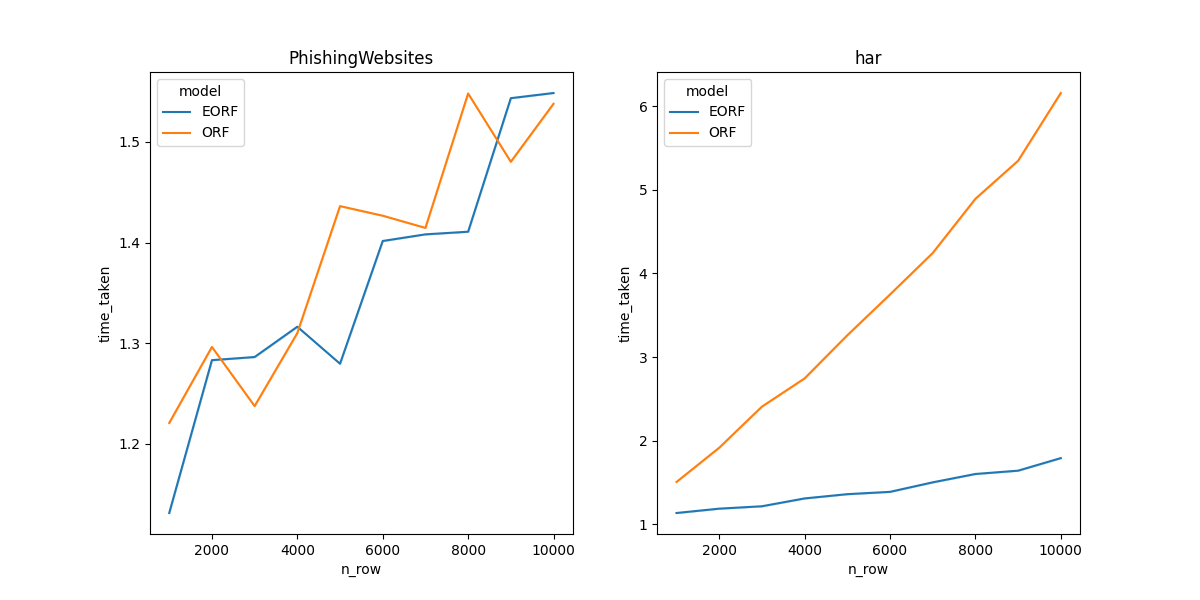 PhishingWebsites
model
EORF
ORF
1.5
1.4
1.3
1.2
time_taken
2000 4000 6000 8000 10000
n_row
har
model
EORF
ORF
6
5
4
3
2
1
time_taken
2000 4000 6000 8000 10000
n_row